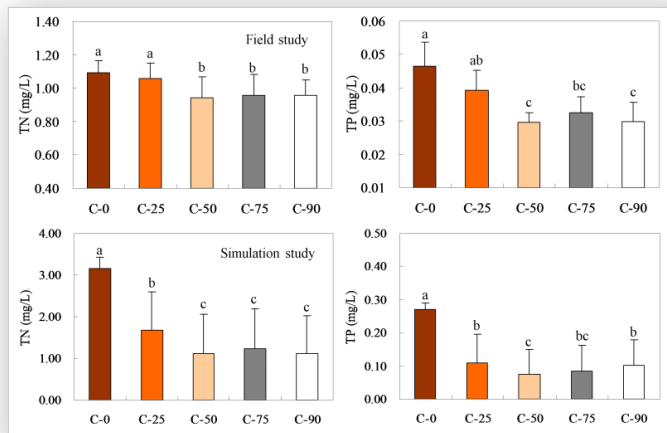 1.40
1.20
1.00
0.80
0.60
0.40
TN (mg/L)
Field study
a
a
b
b
b
C-0
C-25
C-50
C-75
C-90
0.06
0.05
0.04
0.03
0.02
0.01
TP (mg/L)
a
ab
c
bc
c
C-0
C-25
C-50
C-75
C-90
4.00
3.00
2.00
1.00
0.00
TN (mg/L)
Simulation study
a
b
c
c
c
C-0
C-25
C-50
C-75
C-90
0.50
0.40
0.30
0.20
0.10
0.00
TP (mg/L)
a
b
c
bc
b
C-0
C-25
C-50
C-75
C-90